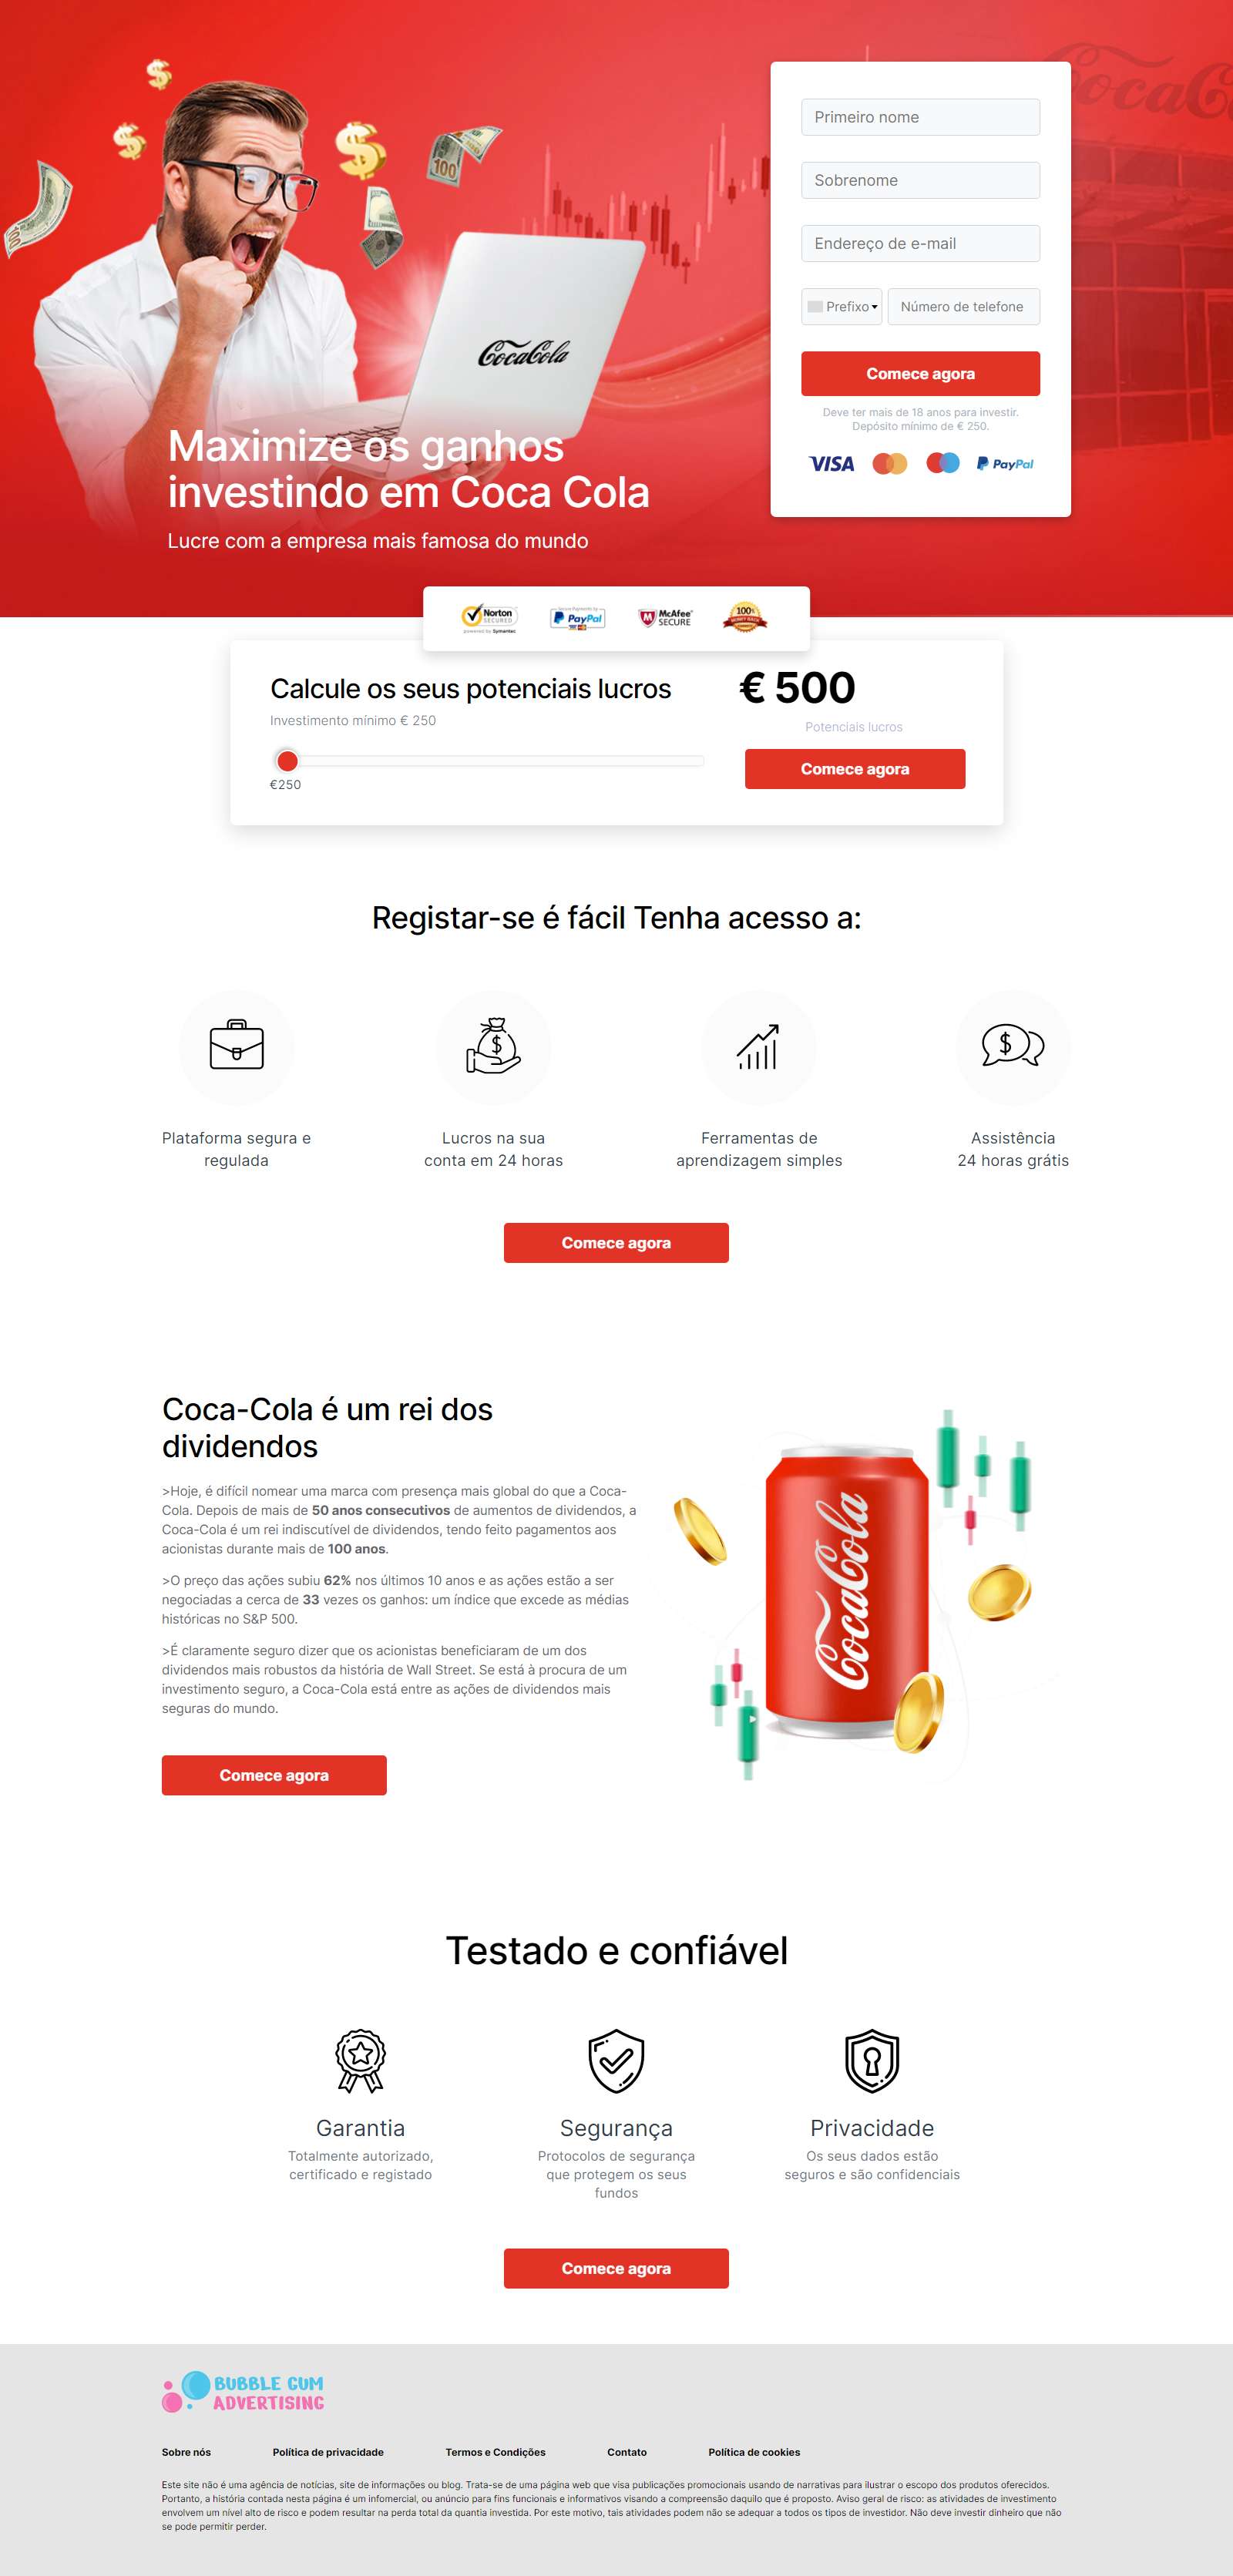 CocaC
Primeiro nome
Sobrenome
Endereço de e-mail
Prefixo Número de telefone
Comece agora
Deve ter mais de 18 anos para investir.
Depósito mínimo de € 250.
VISA PayPal
100
100
CocaCola
Maximize os ganhos
investindo em Coca Cola
Lucre com a empresa mais famosa do mundo
Norton
SECURED
powered by Symantec
Secure Payments by
PayPal
McAfee
SECURE
100%
MONEY BACK
Calcule os seus potenciais lucros
Investimento mínimo € 250
€250
€ 500
Potenciais lucros
Comece agora
Registar-se é fácil Tenha acesso a:
Plataforma segura e
regulada
Lucros na sua
conta em 24 horas
Ferramentas de
aprendizagem simples
Assistência
24 horas grátis
Comece agora
Coca-Cola é um rei dos
dividendos
>Hoje, é difícil nomear uma marca com presença mais global do que a Coca-
Cola. Depois de mais de 50 anos consecutivos de aumentos de dividendos, a
Coca-Cola é um rei indiscutível de dividendos, tendo feito pagamentos aos
acionistas durante mais de 100 anos.
>O preço das ações subiu 62% nos últimos 10 anos e as ações estão a ser
negociadas a cerca de 33 vezes os ganhos: um índice que excede as médias
históricas no S&P 500.
>É claramente seguro dizer que os acionistas beneficiaram de um dos
dividendos mais robustos da história de Wall Street. Se está à procura de um
investimento seguro, a Coca-Cola está entre as ações de dividendos mais
seguras do mundo.
Comece agora
CocaCola
Testado e confiável
Garantia
Totalmente autorizado,
certificado e registado
Segurança
Protocolos de segurança
que protegem os seus
fundos
Privacidade
Os seus dados estão
seguros e são confidenciais
Comece agora
BUBBLE GUM
ADVERTISING
Sobre nós Política de privacidade Termos e Condições Contato Política de cookies
Este site não é uma agência de notícias, site de informações ou blog. Trata-se de uma página web que visa publicações promocionais usando de narrativas para ilustrar o escopo dos produtos oferecidos.
Portanto, a história contada nesta página é um infomercial, ou anúncio para fins funcionais e informativos visando a compreensão daquilo que é proposto. Aviso geral de risco: as atividades de investimento
envolvem um nível alto de risco e podem resultar na perda total da quantia investida. Por este motivo, tais atividades podem não se adequar a todos os tipos de investidor. Não deve investir dinheiro que não
se pode permitir perder.